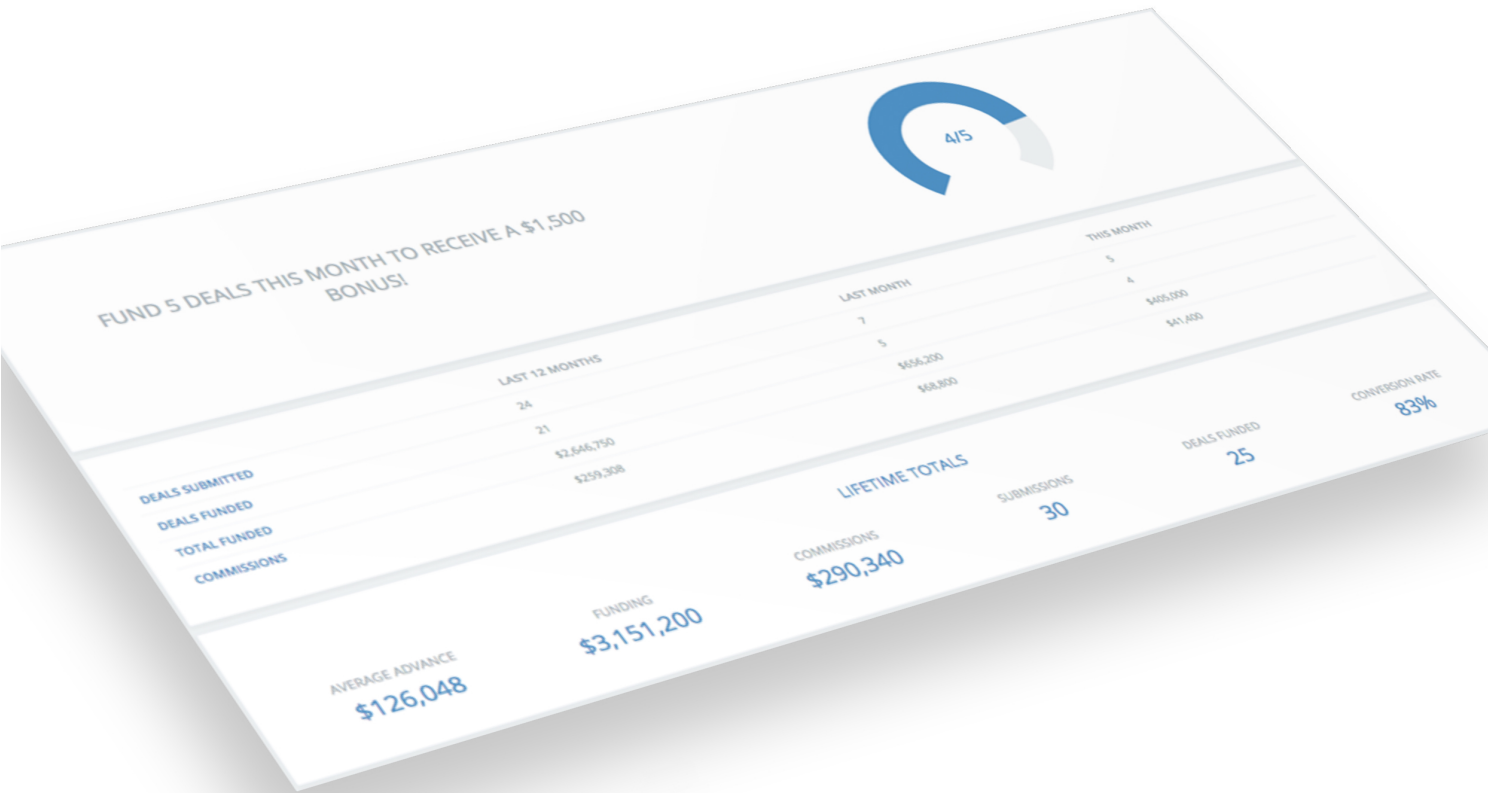 4/5
FUND 5 DEALS THIS MONTH TO RECEIVE A $1,500
BONUS!
LAST 12 MONTHS LAST MONTH THIS MONTH
DEALS SUBMITTED 24 7 5
DEALS FUNDED 21 5 4
TOTAL FUNDED $2,646,750 $656,200 $405,000
COMMISSIONS $259,308 $68,800 $41,400
LIFETIME TOTALS
AVERAGE ADVANCE FUNDING COMMISSIONS SUBMISSIONS DEALS FUNDED CONVERSION RATE
$126,048 $3,151,200 $290,340 30 25 83%